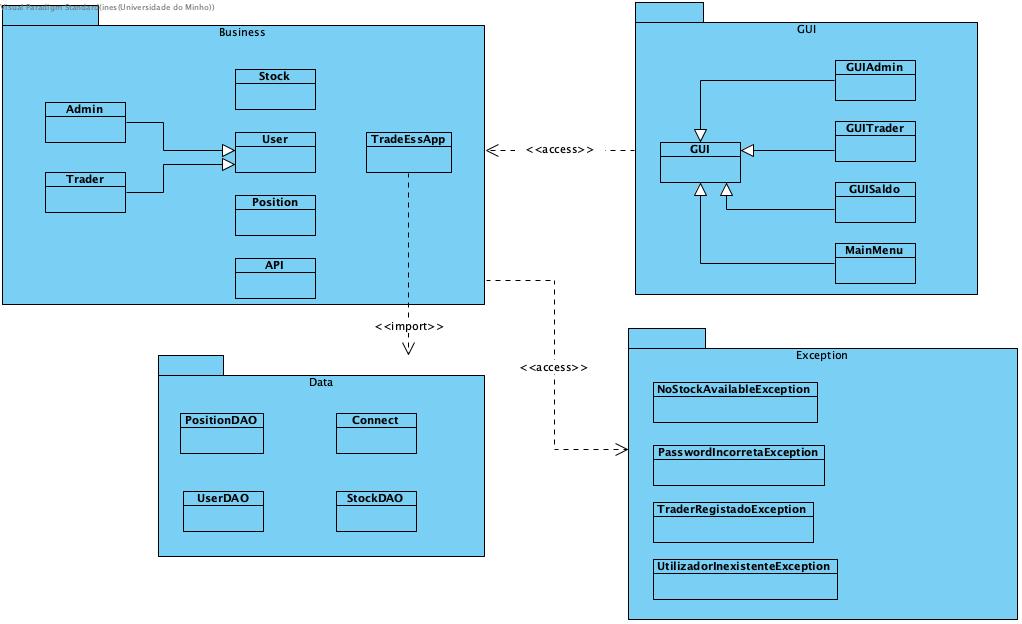 Visual Paradigm Standard(ines(Universidade do Minho))
Business
Stock
Admin
User
TradeEssApp
Trader
Position
API
<<access>>
GUI
GUIAdmin
GUITrader
GUI
GUISaldo
MainMenu
<<import>>
<<access>>
Data
PositionDAO
Connect
UserDAO
StockDAO
Exception
NoStockAvailableException
PasswordIncorretaException
TraderRegistadoException
UtilizadorInexistenteException